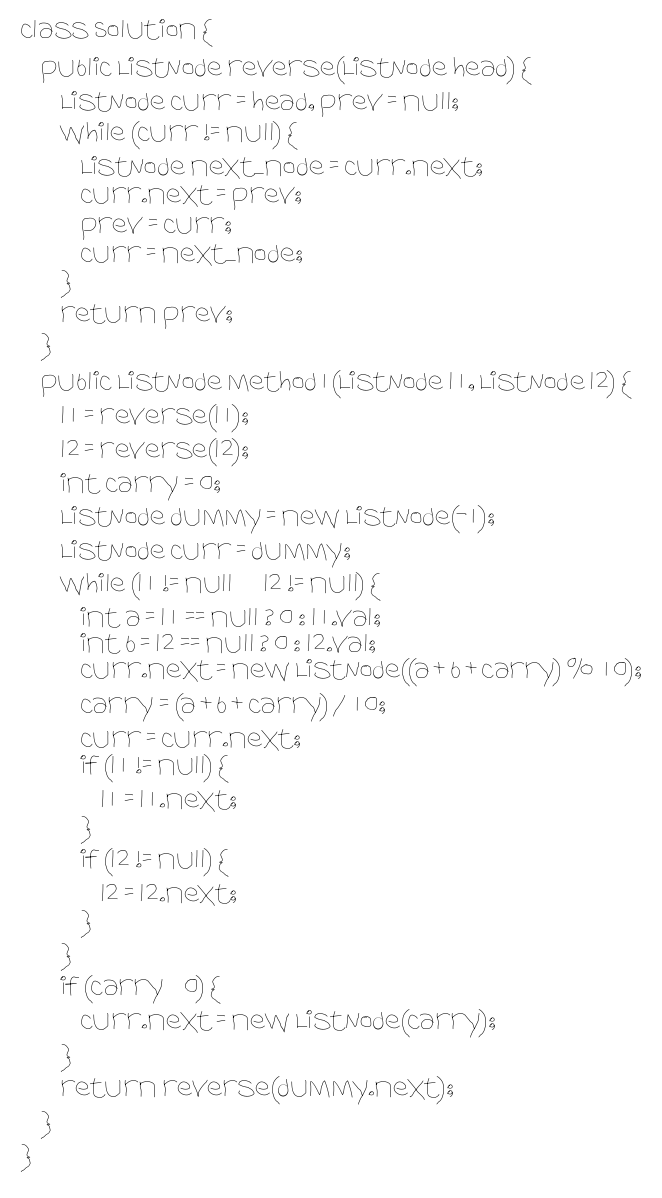 class solution {
public ListNode reverse(ListNode head) {
ListNode curr = head, prev = null;
while (curr != null) {
ListNode next_node = curr.next;
curr.next = prev;
prev = curr;
curr = next_node;
}
return prev;
}
public ListNode Method1(ListNode l1, ListNode l2) {
l1 = reverse(l1);
l2 = reverse(l2);
int carry = 0;
ListNode dummy = new ListNode(-1);
ListNode curr = dummy;
while (l1 != null l2 != null) {
int a = l1 == null ? 0 : l1.val;
int b = l2 == null ? 0 : l2.val;
curr.next = new ListNode((a + b + carry) % 10);
carry = (a + b + carry) / 10;
curr = curr.next;
if (l1 != null) {
l1 = l1.next;
}
if (l2 != null) {
l2 = l2.next;
}
}
if (carry 0) {
curr.next = new ListNode(carry);
}
return reverse(dummy.next);
}
}